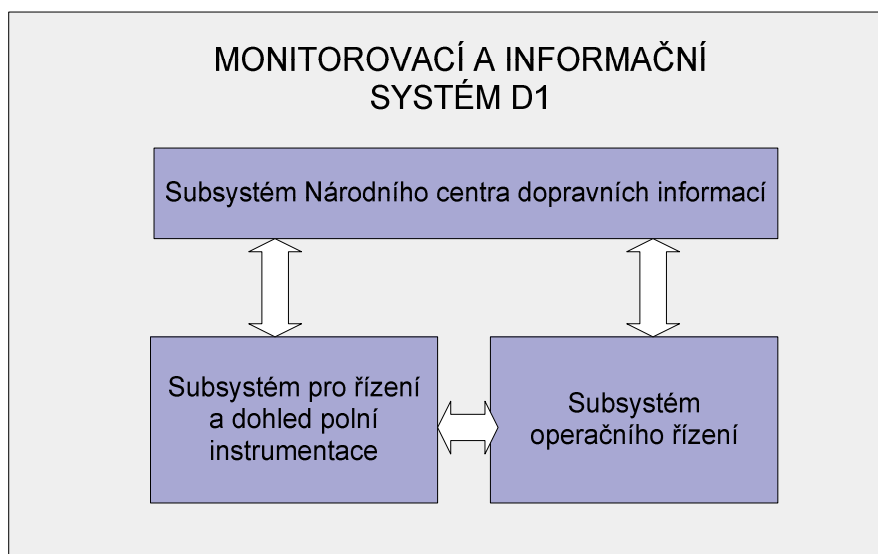 MONITOROVACÍ A INFORMAČNÍ
SYSTÉM D1
Subsystém Národního centra dopravních informací
Subsystém pro řízení
a dohled polní
instrumentace
Subsystém
operačního řízení